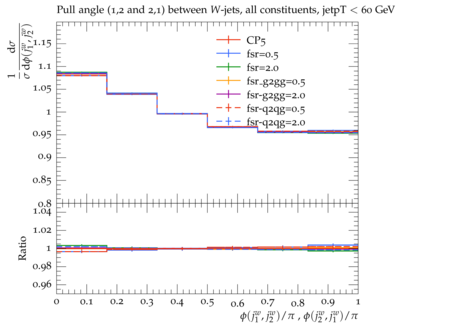 Pull angle (1,2 and 2,1) between W-jets, all constituents, jetpT < 60 GeV
1/σ dσ/dϕ(j₁ʷ, j₂ʷ)
1.15
1.1
1.05
1
0.95
0.9
0.85
0.8
CP5
fsr=0.5
fsr=2.0
fsr_g2gg=0.5
fsr-g2gg=2.0
fsr-q2qg=0.5
fsr-q2qg=2.0
Ratio
1.04
1.02
1
0.98
0.96
0 0.1 0.2 0.3 0.4 0.5 0.6 0.7 0.8 0.9 1
ϕ(j₁ʷ, j₂ʷ)/π , ϕ(j₂ʷ, j₁ʷ)/π